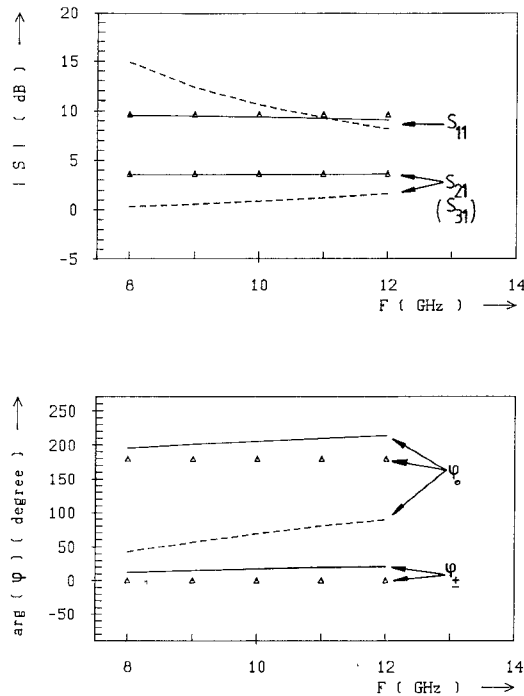 20
15
10
5
0
-5
| S | ( dB )
S11
S21
( S31 )
8 10 12 14
F ( GHz )
250
200
150
100
50
0
-50
arg ( φ ) ( degree )
φ₀
φ±
8 10 12 14
F ( GHz )